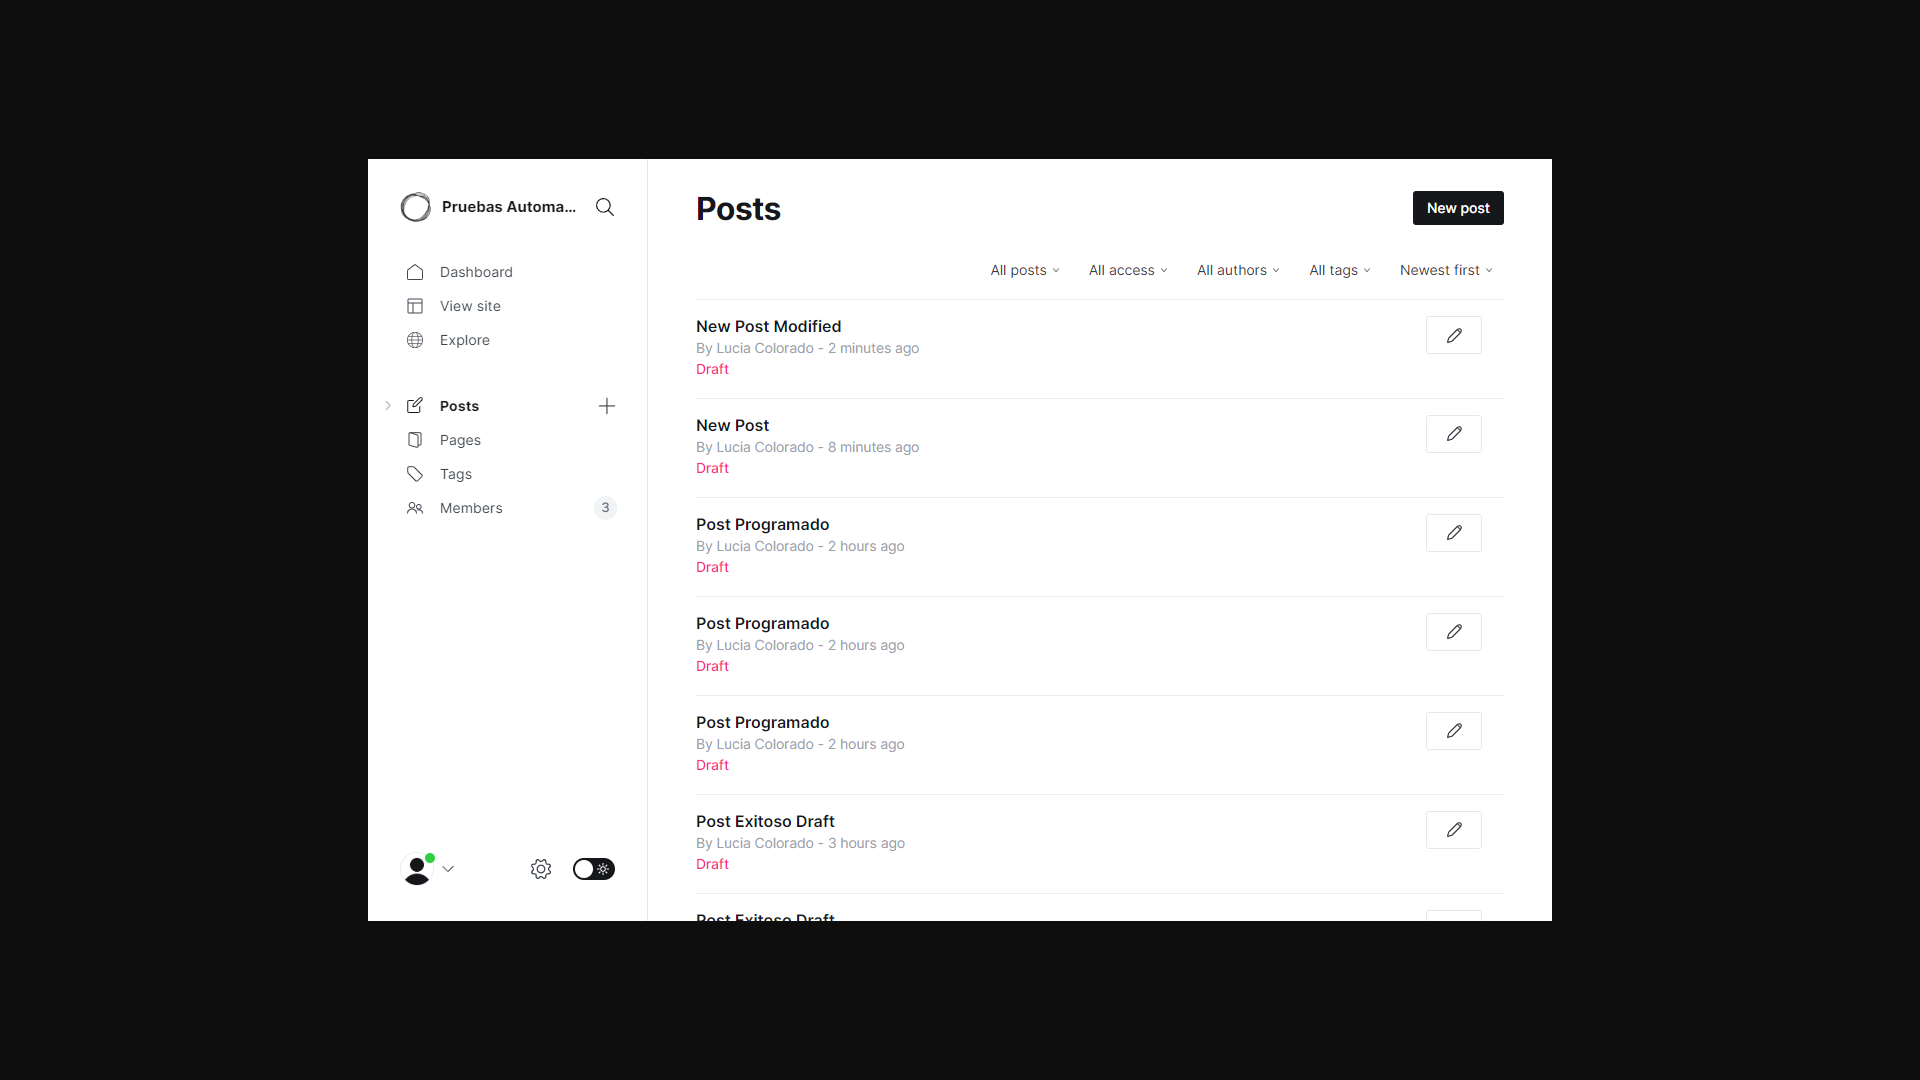 Pruebas Automa...
Dashboard
View site
Explore
Posts
Pages
Tags
Members 3
Posts
New post
All posts All access All authors All tags Newest first
New Post Modified
By Lucia Colorado - 2 minutes ago
Draft
New Post
By Lucia Colorado - 8 minutes ago
Draft
Post Programado
By Lucia Colorado - 2 hours ago
Draft
Post Programado
By Lucia Colorado - 2 hours ago
Draft
Post Programado
By Lucia Colorado - 2 hours ago
Draft
Post Exitoso Draft
By Lucia Colorado - 3 hours ago
Draft
Post Exitoso Draft